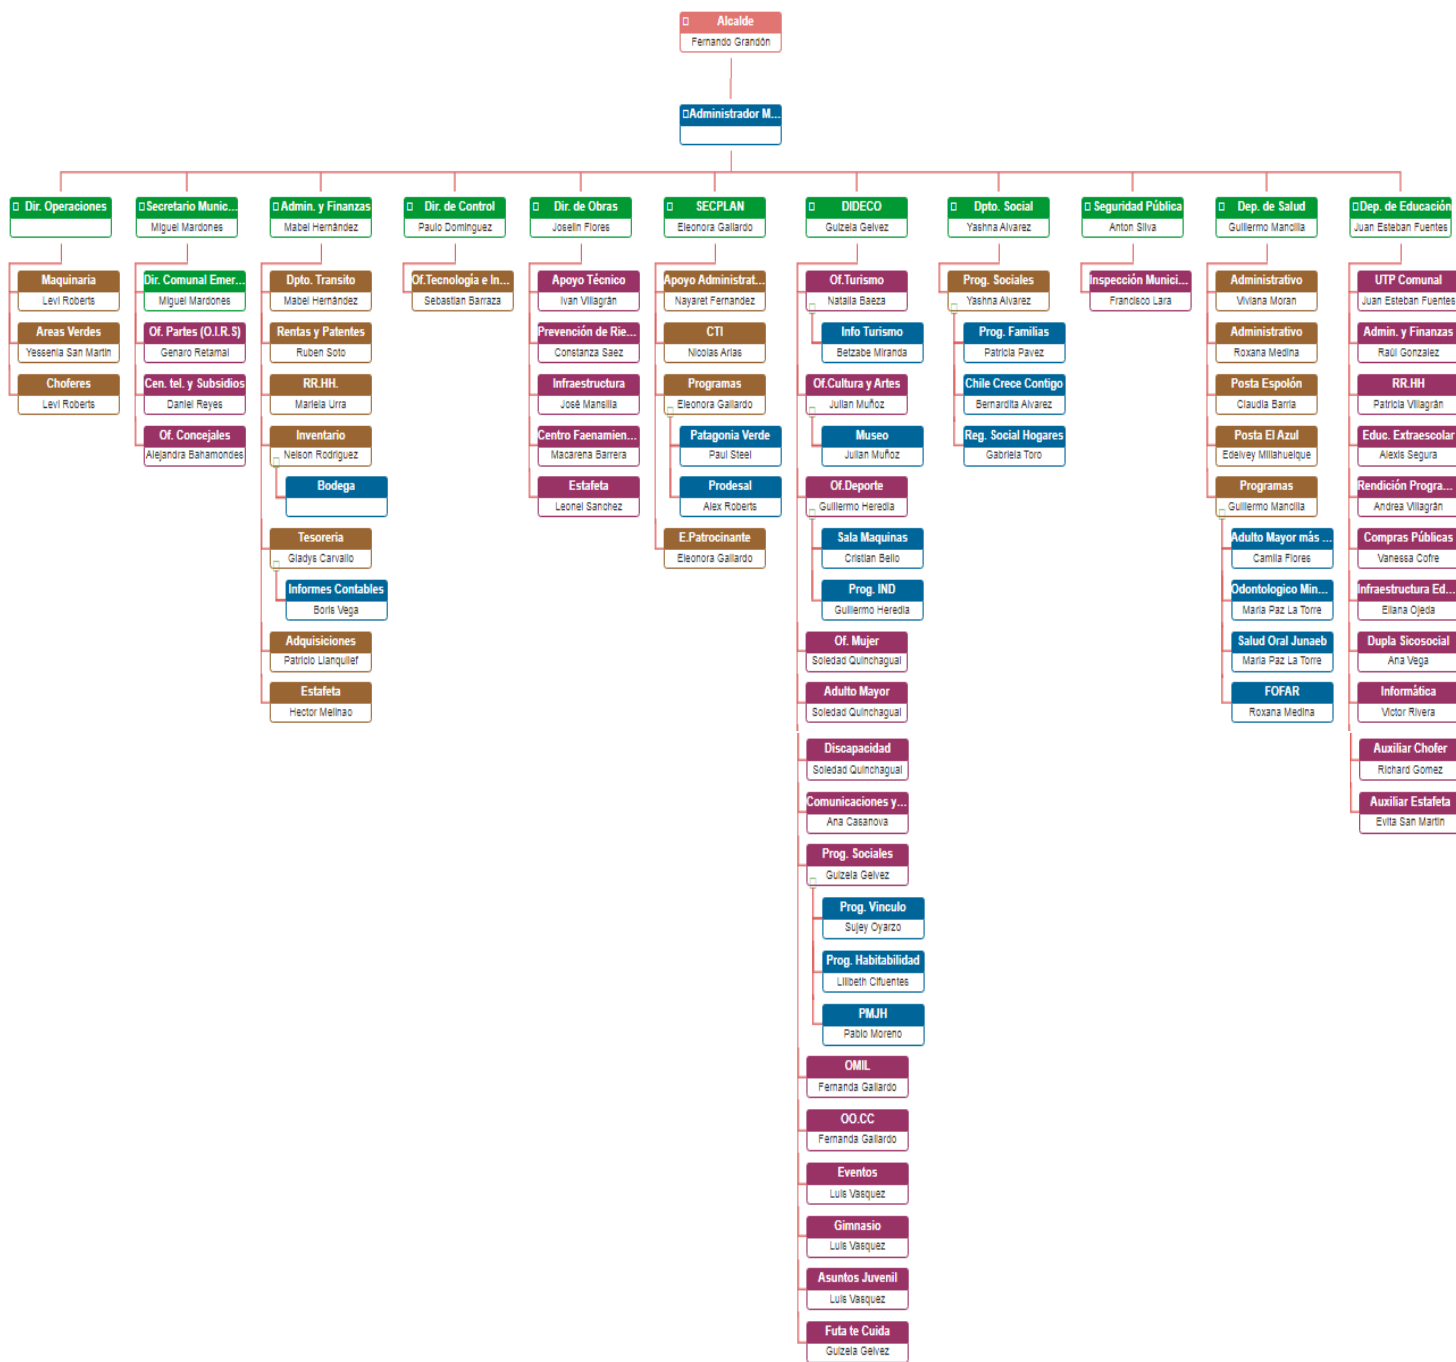 Alcalde
Fernando Grandón
Administrador M...
Dir. Operaciones
Maquinaria
Levi Roberts
Areas Verdes
Yessenia San Martin
Choferes
Levi Roberts
Secretario Munic...
Miguel Mardones
Dir. Comunal Emer...
Miguel Mardones
Of. Partes (O.I.R.S)
Genaro Retamal
Cen. tel. y Subsidios
Daniel Reyes
Of. Concejales
Alejandra Bahamondes
Admin. y Finanzas
Mabel Hernández
Dpto. Transito
Mabel Hernández
Rentas y Patentes
Ruben Soto
RR.HH.
Mariela Urra
Inventario
Nelson Rodriguez
Bodega
Tesoreria
Gladys Carvallo
Informes Contables
Boris Vega
Adquisiciones
Patricio Llanquilef
Estafeta
Hector Melinao
Dir. de Control
Paulo Dominguez
Of.Tecnología e In...
Sebastian Barraza
Dir. de Obras
Joselin Flores
Apoyo Técnico
Ivan Villagrán
Prevención de Rie...
Constanza Saez
Infraestructura
José Mansilla
Centro Faenamien...
Macarena Barrera
Estafeta
Leonel Sanchez
SECPLAN
Eleonora Gallardo
Apoyo Administrat...
Nayaret Fernandez
CTI
Nicolas Arias
Programas
Eleonora Gallardo
Patagonia Verde
Paul Steel
Prodesal
Alex Roberts
E.Patrocinante
Eleonora Gallardo
DIDECO
Guizela Gelvez
Of.Turismo
Natalia Baeza
Info Turismo
Betzabe Miranda
Of.Cultura y Artes
Julian Muñoz
Museo
Julian Muñoz
Of.Deporte
Guillermo Heredia
Sala Maquinas
Cristian Bello
Prog. IND
Guillermo Heredia
Of. Mujer
Soledad Quinchagual
Adulto Mayor
Soledad Quinchagual
Discapacidad
Soledad Quinchagual
Comunicaciones y...
Ana Casanova
Prog. Sociales
Guizela Gelvez
Prog. Vinculo
Sujey Oyarzo
Prog. Habitabilidad
Lilibeth Cifuentes
PMJH
Pablo Moreno
OMIL
Fernanda Gallardo
OO.CC
Fernanda Gallardo
Eventos
Luis Vasquez
Gimnasio
Luis Vasquez
Asuntos Juvenil
Luis Vasquez
Futa te Cuida
Guizela Gelvez
Dpto. Social
Yashna Alvarez
Prog. Sociales
Yashna Alvarez
Prog. Familias
Patricia Pavez
Chile Crece Contigo
Bernardita Alvarez
Reg. Social Hogares
Gabriela Toro
Seguridad Pública
Anton Silva
Inspección Munici...
Francisco Lara
Dep. de Salud
Guillermo Mancilla
Administrativo
Viviana Moran
Administrativo
Roxana Medina
Posta Espolón
Claudia Barria
Posta El Azul
Edelvey Millahueique
Programas
Guillermo Mancilla
Adulto Mayor más ...
Camila Flores
Odontologico Min...
Maria Paz La Torre
Salud Oral Junaeb
Maria Paz La Torre
FOFAR
Roxana Medina
Dep. de Educación
Juan Esteban Fuentes
UTP Comunal
Juan Esteban Fuentes
Admin. y Finanzas
Raúl Gonzalez
RR.HH
Patricia Villagrán
Educ. Extraescolar
Alexis Segura
Rendición Progra...
Andrea Villagrán
Compras Públicas
Vanessa Cofre
Infraestructura Ed...
Eliana Ojeda
Dupla Sicosocial
Ana Vega
Informática
Victor Rivera
Auxiliar Chofer
Richard Gomez
Auxiliar Estafeta
Evita San Martin